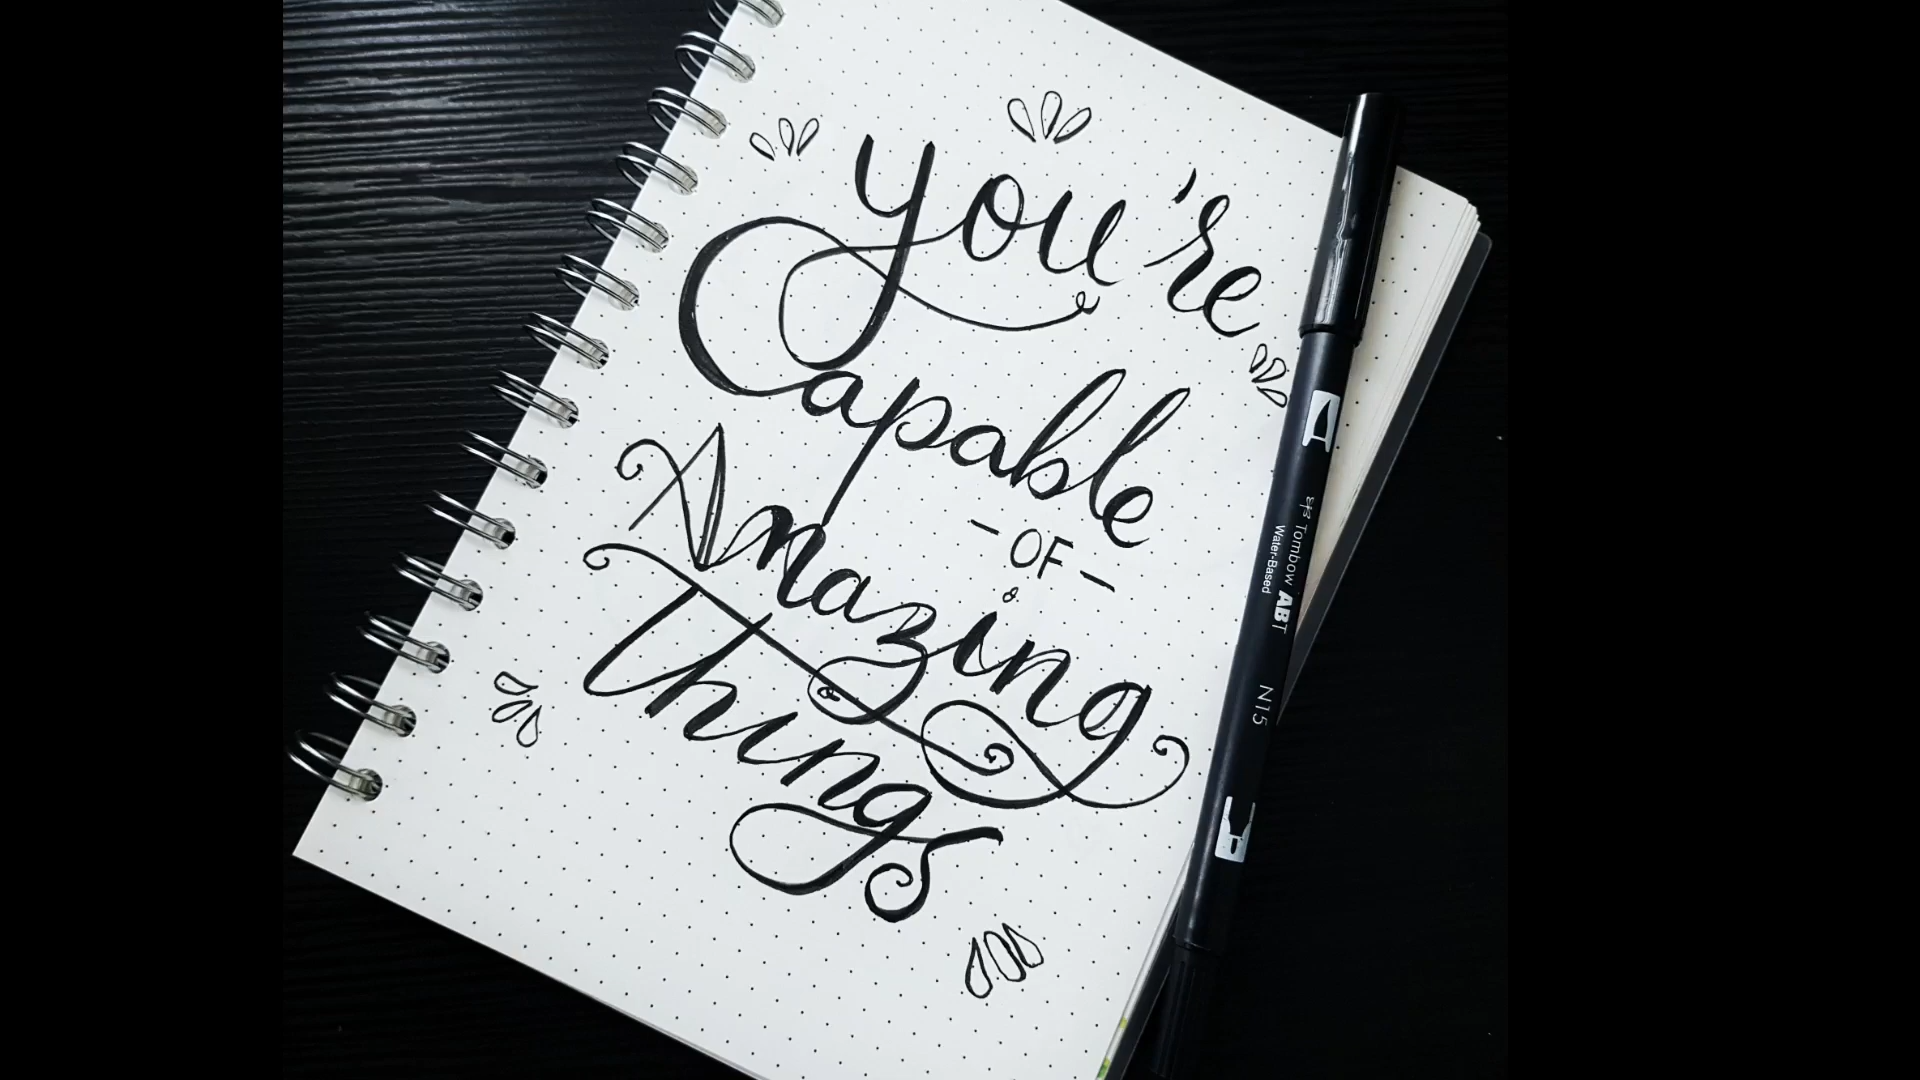 you're
Capable
- OF -
Amazing
Things
Tombow ABT
Water-Based
N15